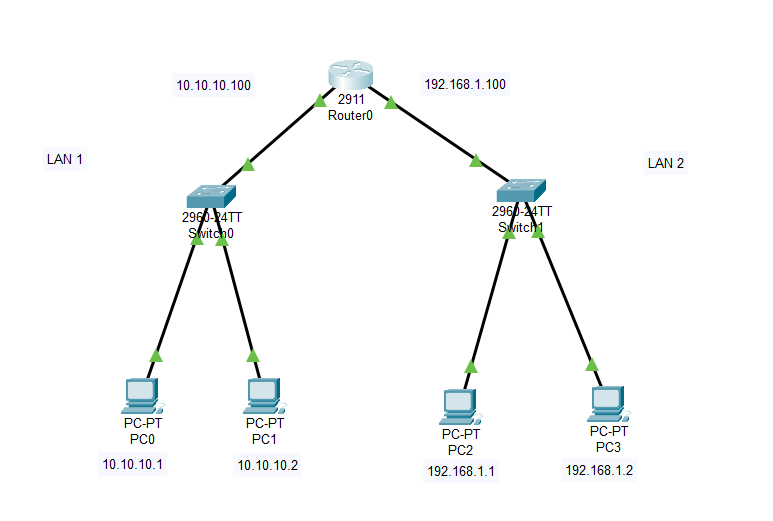 10.10.10.100
192.168.1.100
2911
Router0
LAN 1
LAN 2
2960-24TT
Switch0
2960-24TT
Switch1
PC-PT
PC0
PC-PT
PC1
PC-PT
PC2
PC-PT
PC3
10.10.10.1
10.10.10.2
192.168.1.1
192.168.1.2